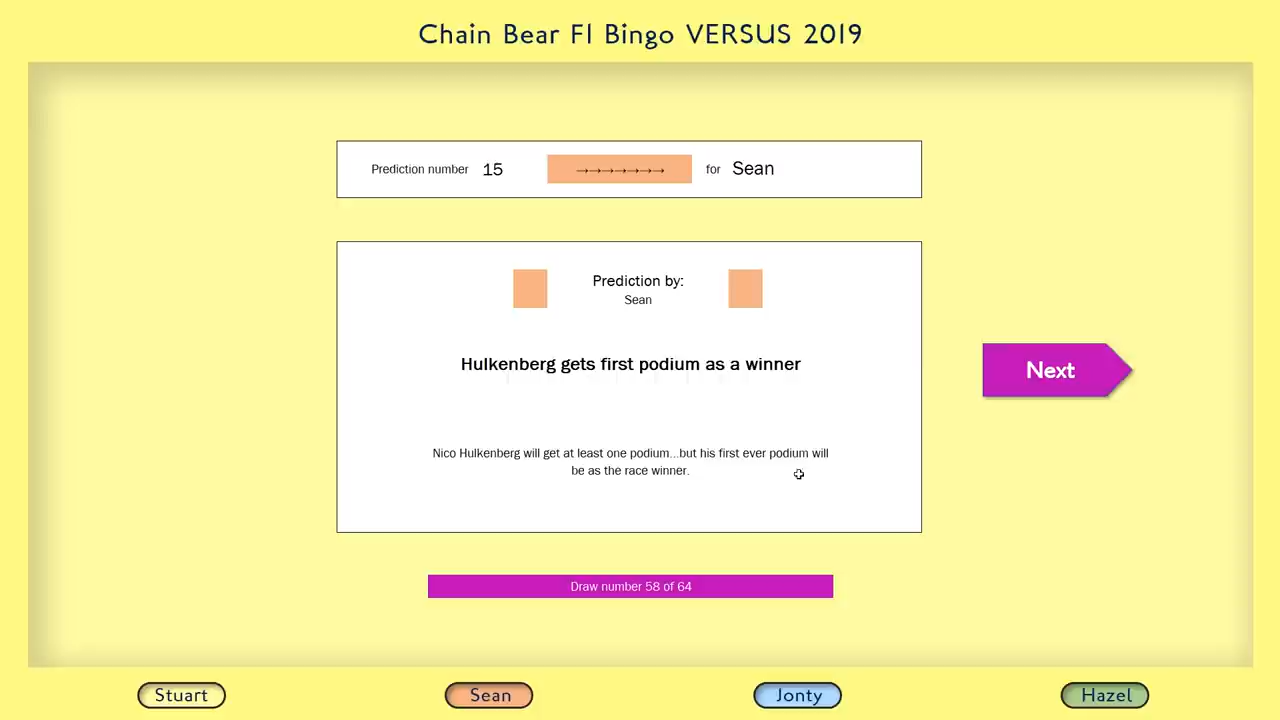 Chain Bear F1 Bingo VERSUS 2019
Prediction number 15 →→→→→→→ for Sean
Prediction by:
Sean
Hulkenberg gets first podium as a winner
Nico Hulkenberg will get at least one podium...but his first ever podium will
be as the race winner.
Next
Draw number 58 of 64
Stuart Sean Jonty Hazel